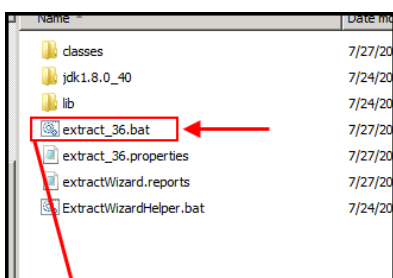 Name Date mo
classes 7/27/20
jdk1.8.0_40 7/24/20
lib 7/24/20
extract_36.bat 7/27/20
extract_36.properties 7/27/20
extractWizard.reports 7/27/20
ExtractWizardHelper.bat 7/24/20